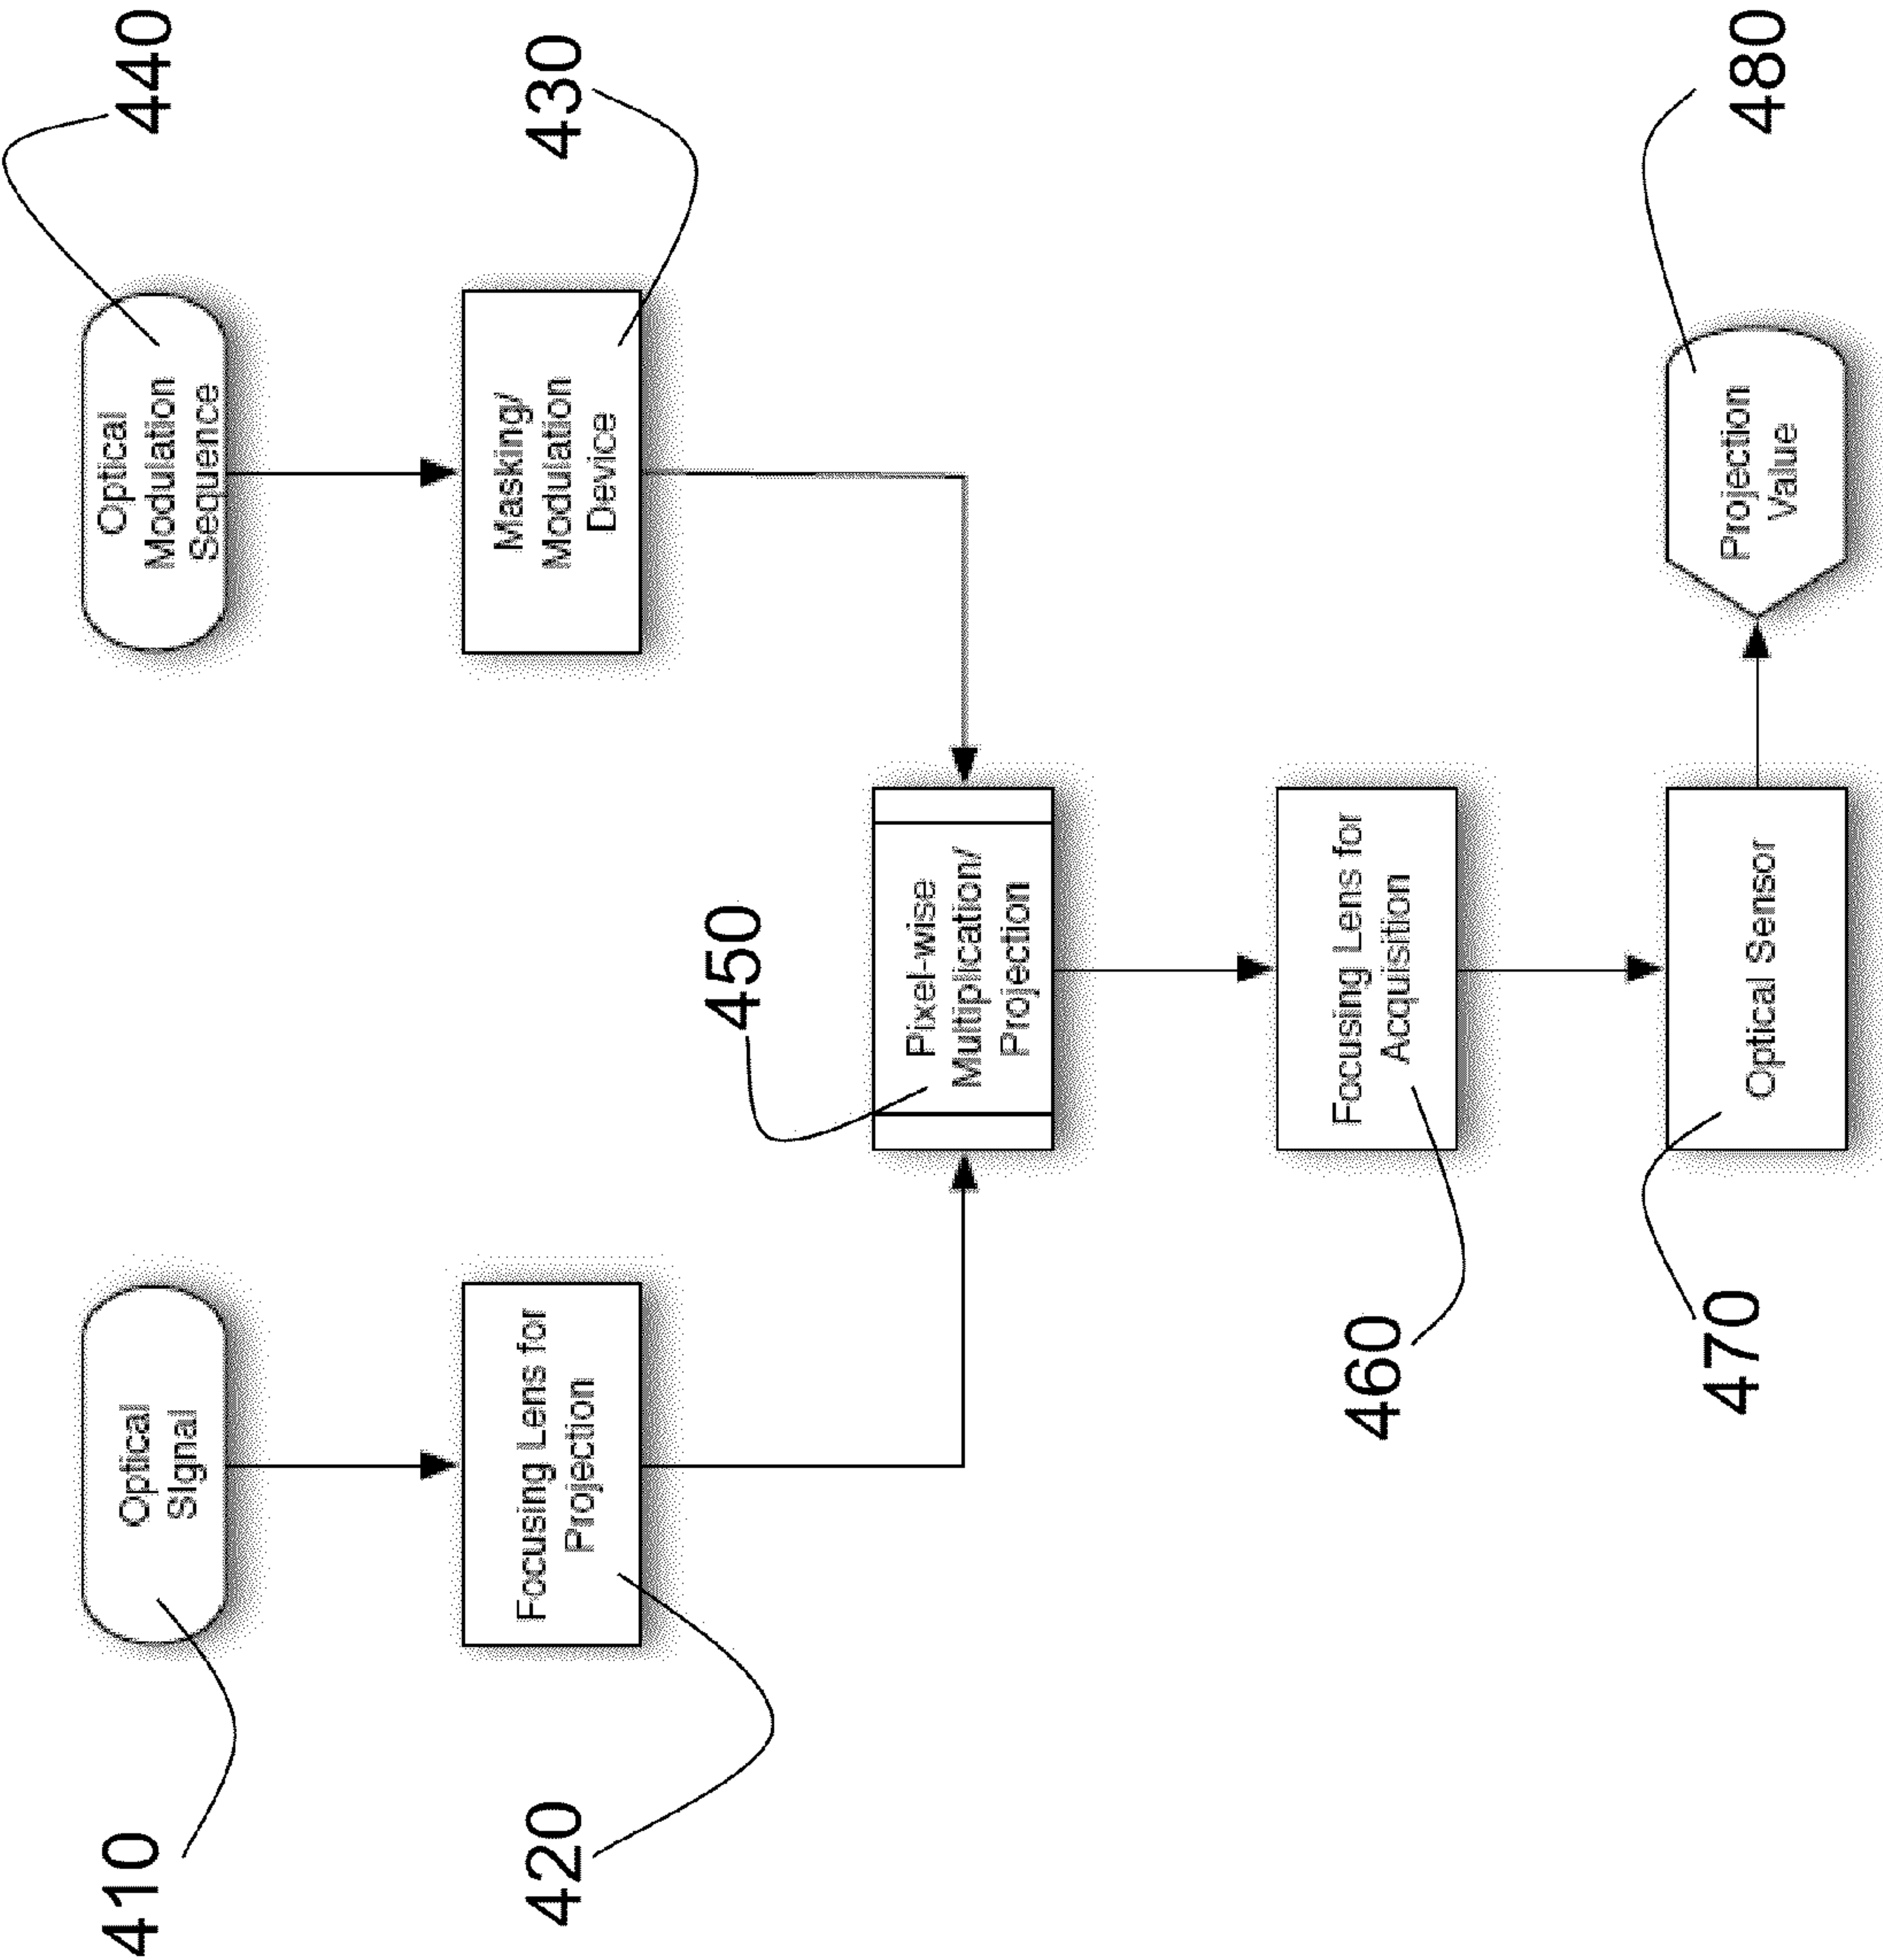 410
Optical
Signal
440
Optical
Modulation
Sequence
420
Focusing Lens for
Projection
430
Masking/
Modulation
Device
450
Pixel-wise
Multiplication/
Projection
460
Focusing Lens for
Acquisition
470
Optical Sensor
480
Projection
Value